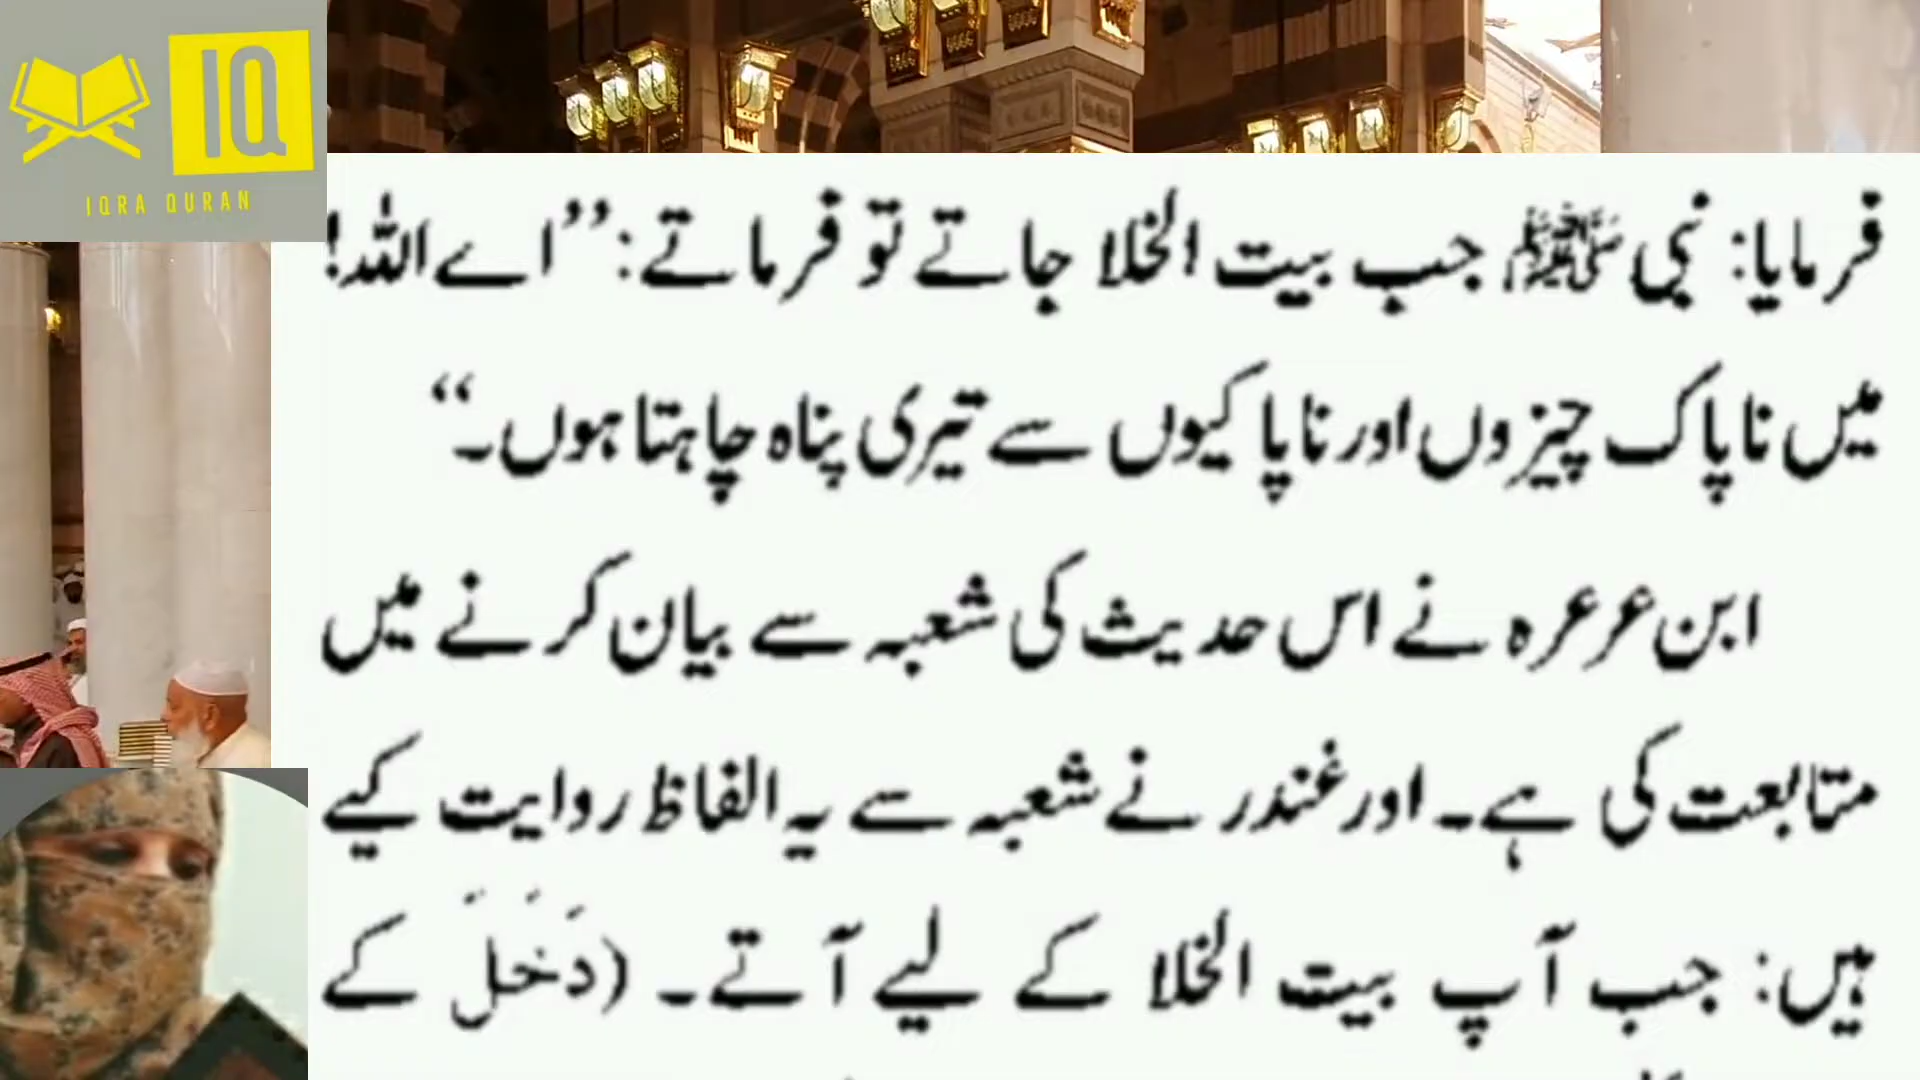 IQ
IQRA QURAN
فرمایا: نبی ﷺ جب بیت الخلا جاتے تو فرماتے: ’’اے اللہ!
میں ناپاک چیزوں اور ناپاکیوں سے تیری پناہ چاہتا ہوں۔‘‘
ابن عرعرہ نے اس حدیث کی شعبہ سے بیان کرنے میں
متابعت کی ہے۔ اور غندر نے شعبہ سے یہ الفاظ روایت کیے
ہیں: جب آپ بیت الخلا کے لیے آتے۔ (دَخَلَ کے